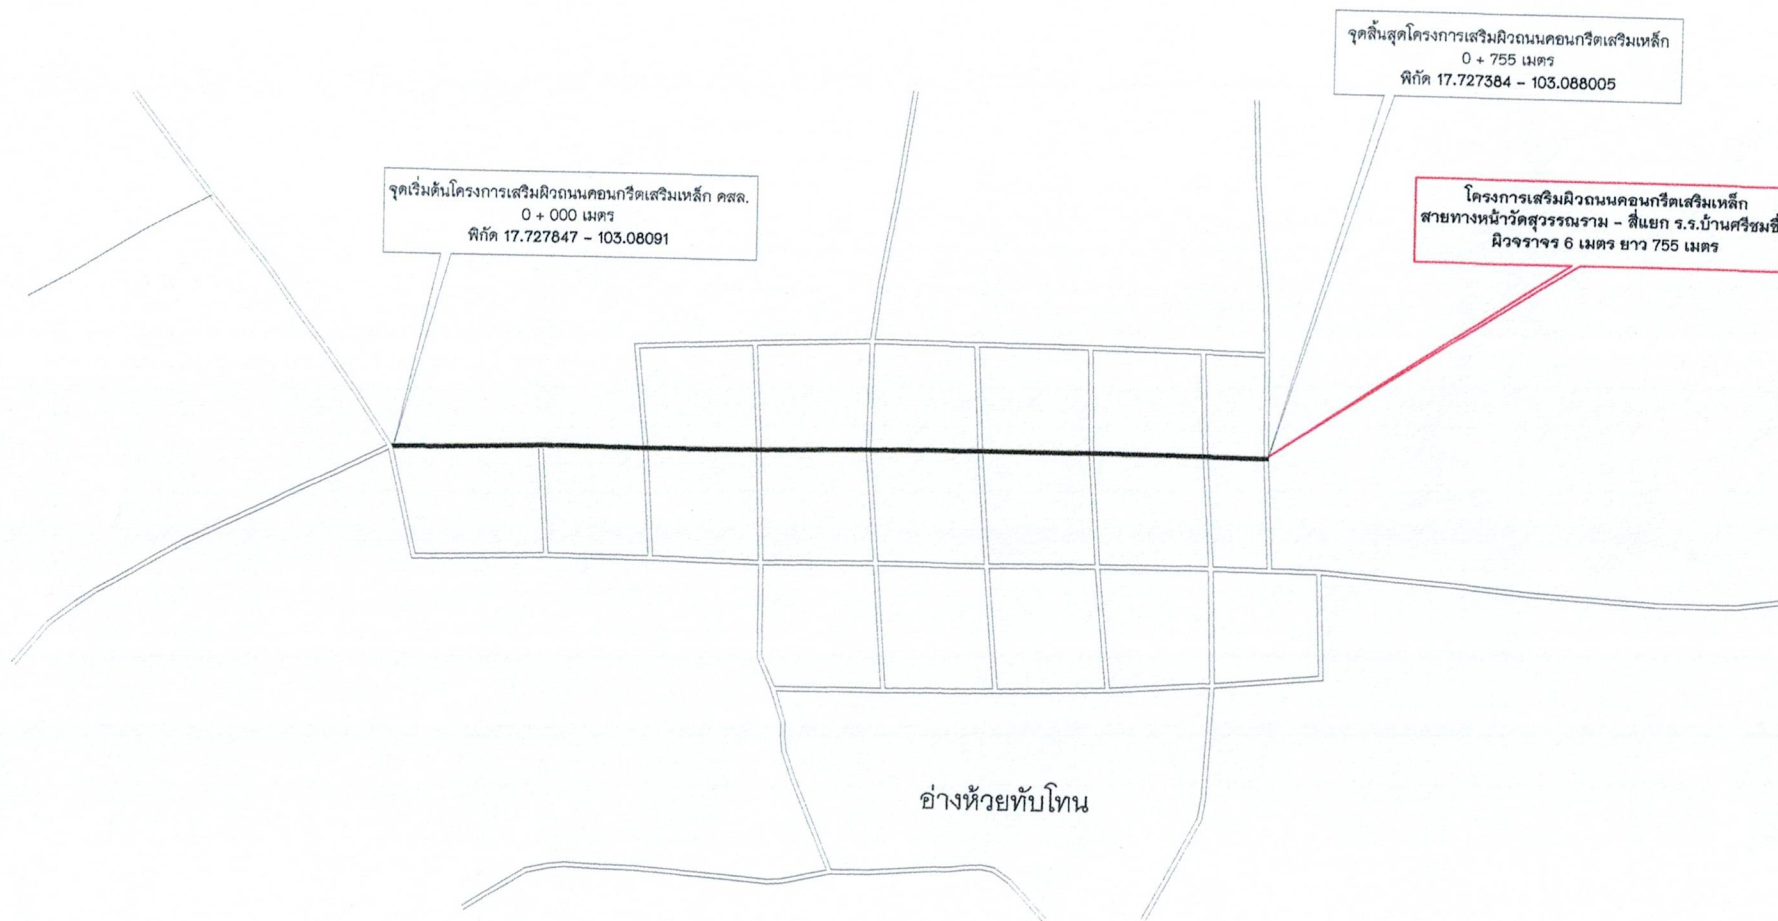 จุดสิ้นสุดโครงการเสริมผิวถนนคอนกรีตเสริมเหล็ก
0 + 755 เมตร
พิกัด 17.727384 - 103.088005
จุดเริ่มต้นโครงการเสริมผิวถนนคอนกรีตเสริมเหล็ก คสล.
0 + 000 เมตร
พิกัด 17.727847 - 103.08091
โครงการเสริมผิวถนนคอนกรีตเสริมเหล็ก
สายทางหน้าวัดสุวรรณราม - สี่แยก ร.ร.บ้านศรีชมชื่
ผิวจราจร 6 เมตร ยาว 755 เมตร
อ่างห้วยทับโทน